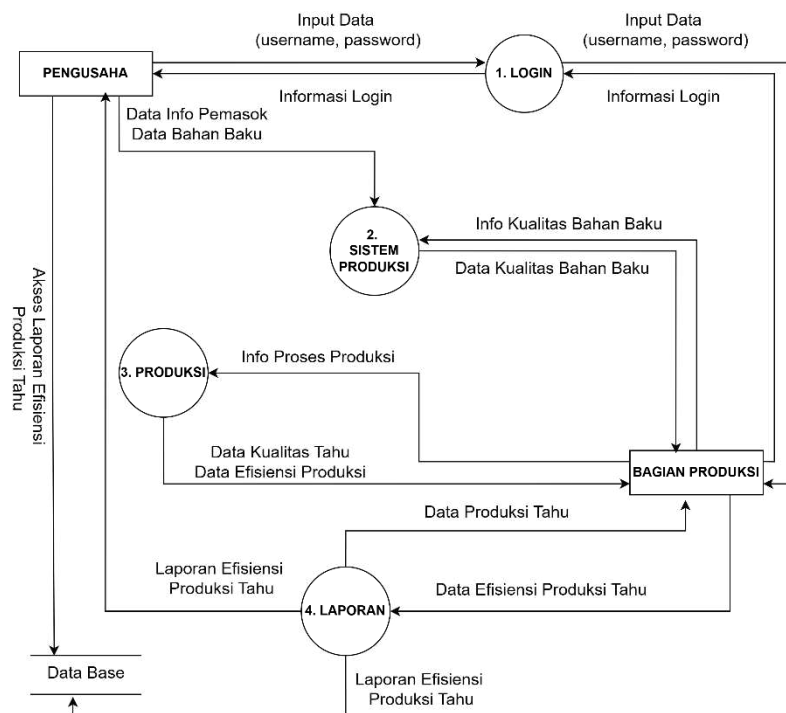 Input Data
(username, password)
Input Data
(username, password)
PENGUSAHA
1. LOGIN
Informasi Login
Informasi Login
Data Info Pemasok
Data Bahan Baku
2.
SISTEM
PRODUKSI
Info Kualitas Bahan Baku
Data Kualitas Bahan Baku
Akses Laporan Efisiensi
Produksi Tahu
3. PRODUKSI
Info Proses Produksi
Data Kualitas Tahu
Data Efisiensi Produksi
BAGIAN PRODUKSI
Data Produksi Tahu
Laporan Efisiensi
Produksi Tahu
4. LAPORAN
Data Efisiensi Produksi Tahu
Data Base
Laporan Efisiensi
Produksi Tahu